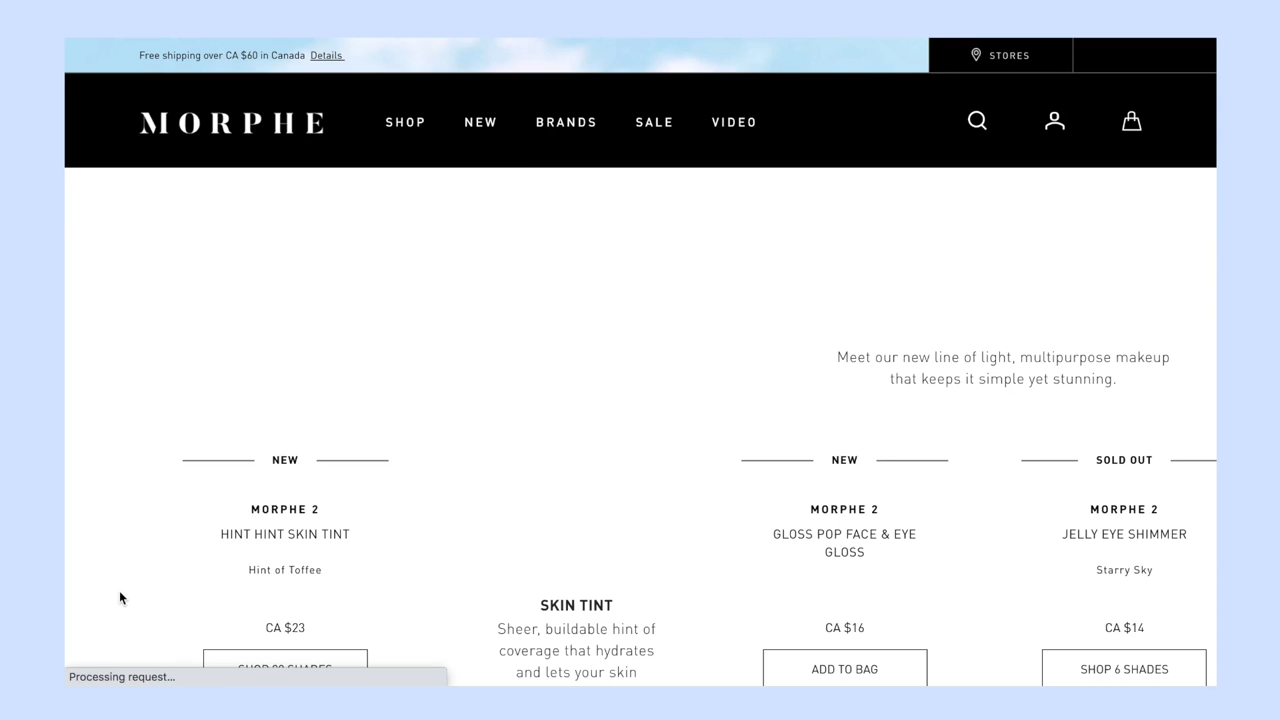 Free shipping over CA $60 in Canada Details
STORES
MORPHE
SHOP NEW BRANDS SALE VIDEO
Meet our new line of light, multipurpose makeup
that keeps it simple yet stunning.
NEW
MORPHE 2
HINT HINT SKIN TINT
Hint of Toffee
CA $23
SKIN TINT
Sheer, buildable hint of
coverage that hydrates
and lets your skin
NEW
MORPHE 2
GLOSS POP FACE & EYE
GLOSS
CA $16
ADD TO BAG
SOLD OUT
MORPHE 2
JELLY EYE SHIMMER
Starry Sky
CA $14
SHOP 6 SHADES
Processing request...